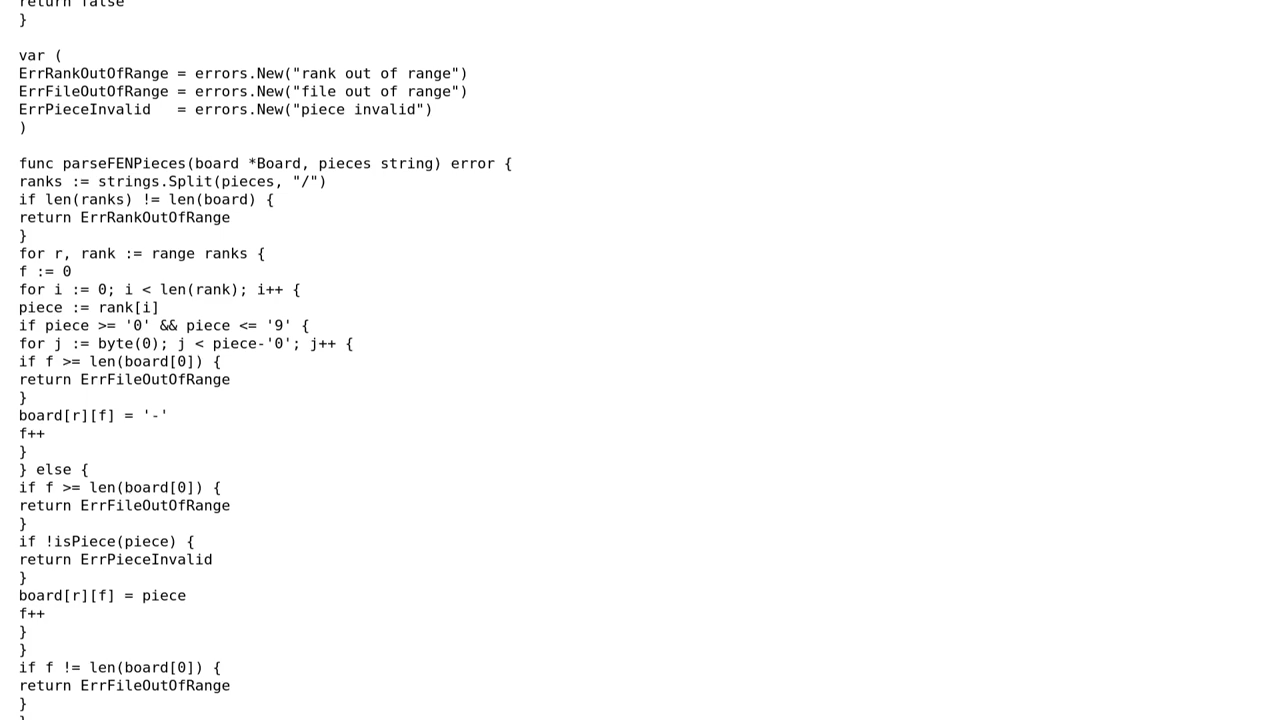 return false
}

var (
ErrRankOutOfRange = errors.New("rank out of range")
ErrFileOutOfRange = errors.New("file out of range")
ErrPieceInvalid   = errors.New("piece invalid")
)

func parseFENPieces(board *Board, pieces string) error {
ranks := strings.Split(pieces, "/")
if len(ranks) != len(board) {
return ErrRankOutOfRange
}
for r, rank := range ranks {
f := 0
for i := 0; i < len(rank); i++ {
piece := rank[i]
if piece >= '0' && piece <= '9' {
for j := byte(0); j < piece-'0'; j++ {
if f >= len(board[0]) {
return ErrFileOutOfRange
}
board[r][f] = '-'
f++
}
} else {
if f >= len(board[0]) {
return ErrFileOutOfRange
}
if !isPiece(piece) {
return ErrPieceInvalid
}
board[r][f] = piece
f++
}
}
if f != len(board[0]) {
return ErrFileOutOfRange
}
}